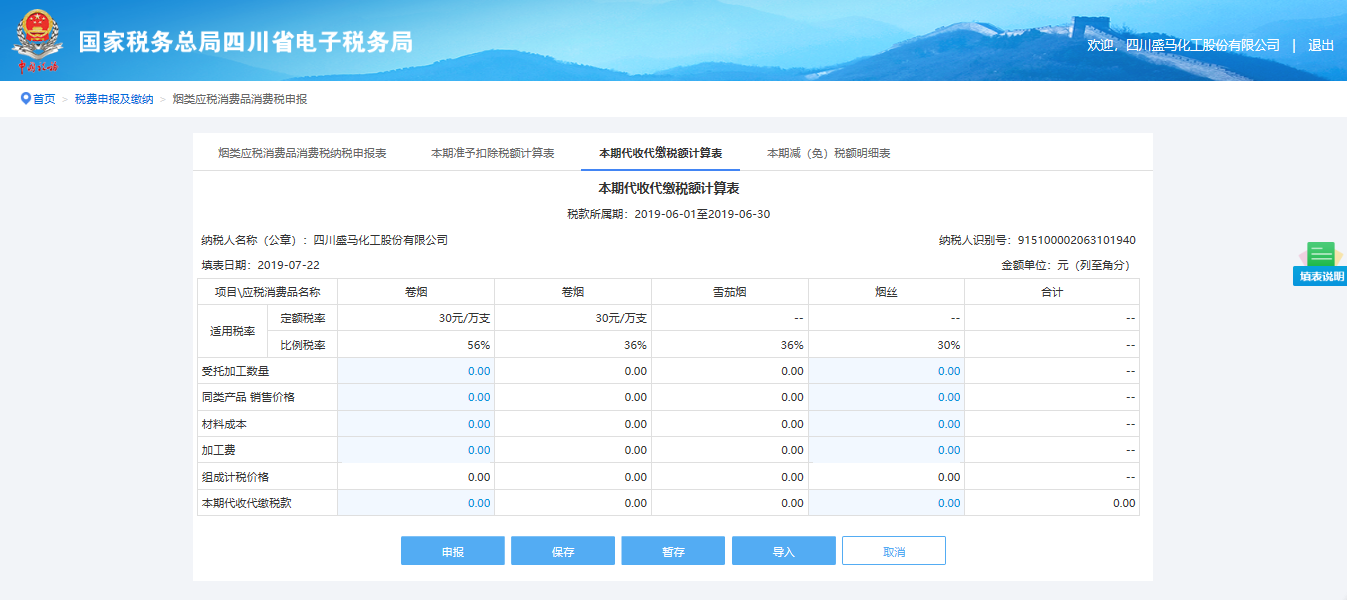 国家税务总局四川省电子税务局
欢迎，四川盛马化工股份有限公司 | 退出
首页 > 税费申报及缴纳 > 烟类应税消费品消费税申报
烟类应税消费品消费税纳税申报表 本期准予扣除税额计算表 本期代收代缴税额计算表 本期减（免）税额明细表
本期代收代缴税额计算表
税款所属期：2019-06-01至2019-06-30
纳税人名称（公章）：四川盛马化工股份有限公司 纳税人识别号：915100002063101940
填表日期：2019-07-22 金额单位：元（列至角分）
填表说明
项目\应税消费品名称 卷烟 卷烟 雪茄烟 烟丝 合计
适用税率 定额税率 30元/万支 30元/万支 -- -- --
比例税率 56% 36% 36% 30% --
受托加工数量 0.00 0.00 0.00 0.00 --
同类产品 销售价格 0.00 0.00 0.00 0.00 --
材料成本 0.00 0.00 0.00 0.00 --
加工费 0.00 0.00 0.00 0.00 --
组成计税价格 0.00 0.00 0.00 0.00 --
本期代收代缴税款 0.00 0.00 0.00 0.00 0.00
申报 保存 暂存 导入 取消